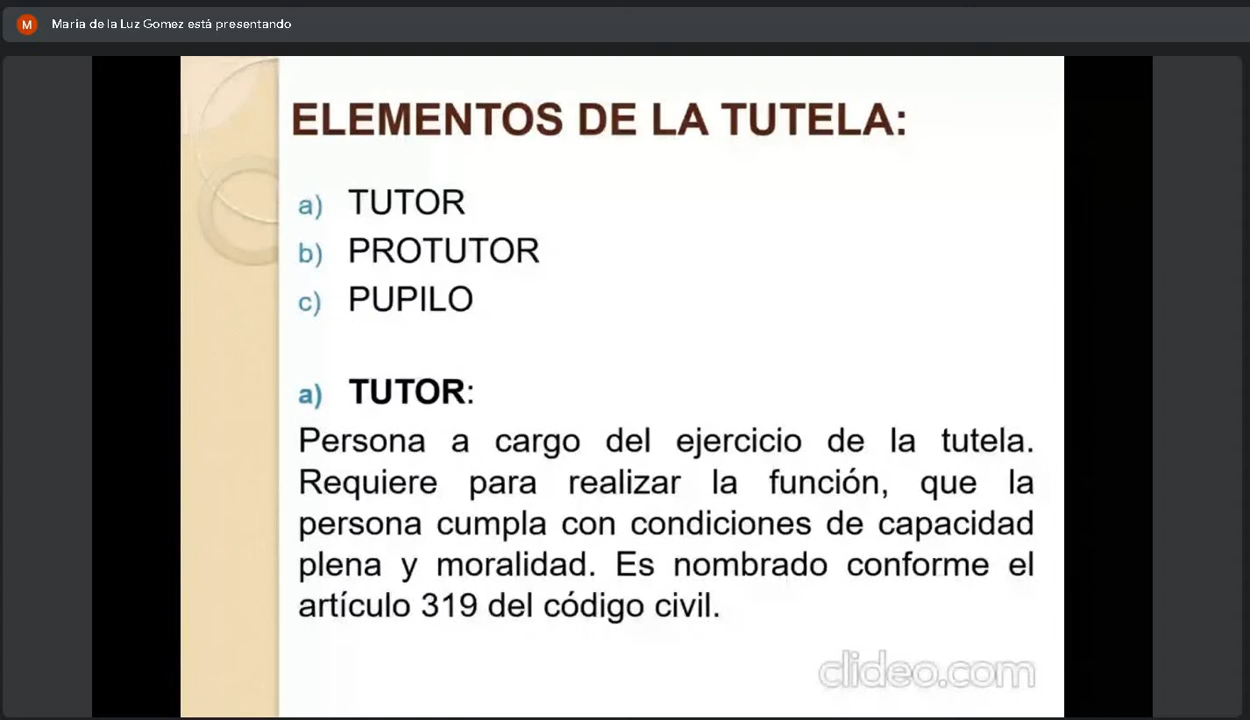 M María de la Luz Gomez está presentando
ELEMENTOS DE LA TUTELA:
a) TUTOR
b) PROTUTOR
c) PUPILO
a) TUTOR:
Persona a cargo del ejercicio de la tutela.
Requiere para realizar la función, que la
persona cumpla con condiciones de capacidad
plena y moralidad. Es nombrado conforme el
artículo 319 del código civil.
clideo.com